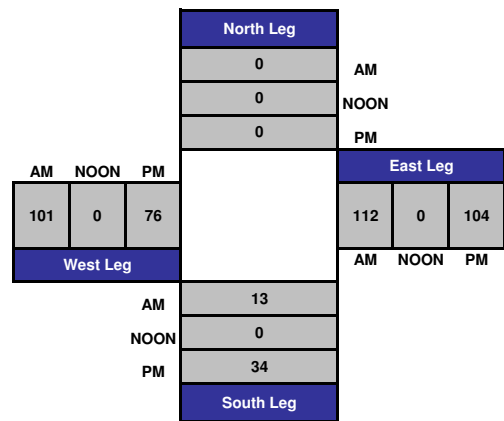 North Leg
0 AM
0 NOON
0 PM
AM NOON PM
East Leg
101 0 76
112 0 104
West Leg
AM NOON PM
AM 13
NOON 0
PM 34
South Leg